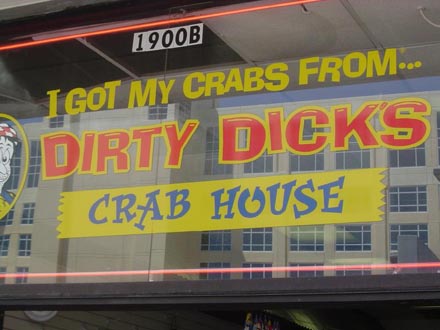 1900B
I GOT MY CRABS FROM...
DIRTY DICK'S
CRAB HOUSE